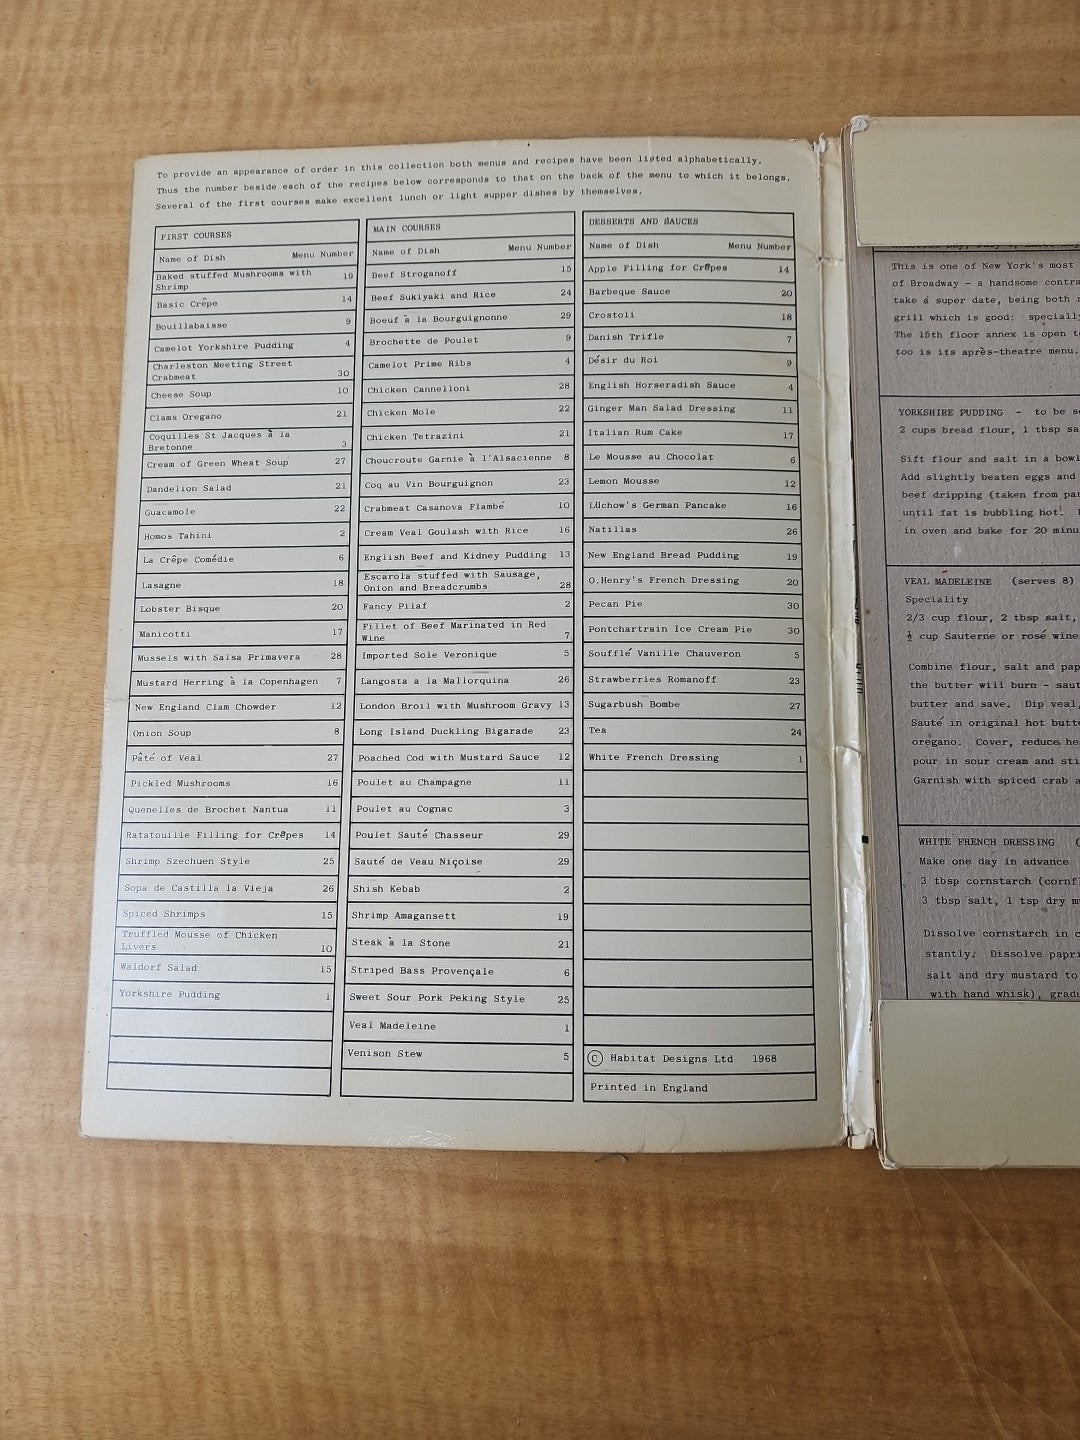 To provide an appearance of order in this collection both menus and recipes have been listed alphabetically.
Thus the number beside each of the recipes below corresponds to that on the back of the menu to which it belongs.
Several of the first courses make excellent lunch or light supper dishes by themselves.
FIRST COURSES
Name of Dish Menu Number
Baked stuffed Mushrooms with
Shrimp 19
Basic Crêpe 14
Bouillabaisse 9
Camelot Yorkshire Pudding 4
Charleston Meeting Street
Crabmeat 30
Cheese Soup 10
Clams Oregano 21
Coquilles St Jacques à la
Bretonne 3
Cream of Green Wheat Soup 27
Dandelion Salad 21
Guacamole 22
Homos Tahini 2
La Crêpe Comédie 6
Lasagne 18
Lobster Bisque 20
Manicotti 17
Mussels with Salsa Primavera 28
Mustard Herring à la Copenhagen 7
New England Clam Chowder 12
Onion Soup 8
Pâté of Veal 27
Pickled Mushrooms 16
Quenelles de Brochet Nantua 11
Ratatouille Filling for Crêpes 14
Shrimp Szechuen Style 25
Sopa de Castilla la Vieja 26
Spiced Shrimps 15
Truffled Mousse of Chicken
Livers 10
Waldorf Salad 15
Yorkshire Pudding 1
MAIN COURSES
Name of Dish Menu Number
Beef Stroganoff 15
Beef Sukiyaki and Rice 24
Boeuf à la Bourguignonne 29
Brochette de Poulet 9
Camelot Prime Ribs 4
Chicken Cannelloni 28
Chicken Mole 22
Chicken Tetrazini 21
Choucroute Garnie à l'Alsacienne 8
Coq au Vin Bourguignon 23
Crabmeat Casanova Flambé 10
Cream Veal Goulash with Rice 16
English Beef and Kidney Pudding 13
Escarola stuffed with Sausage,
Onion and Breadcrumbs 28
Fancy Pilaf 2
Fillet of Beef Marinated in Red
Wine 7
Imported Sole Veronique 5
Langosta a la Mallorquina 26
London Broil with Mushroom Gravy 13
Long Island Duckling Bigarade 23
Poached Cod with Mustard Sauce 12
Poulet au Champagne 11
Poulet au Cognac 3
Poulet Sauté Chasseur 29
Sauté de Veau Niçoise 29
Shish Kebab 2
Shrimp Amagansett 19
Steak à la Stone 21
Striped Bass Provençale 6
Sweet Sour Pork Peking Style 25
Veal Madeleine 1
Venison Stew 5
DESSERTS AND SAUCES
Name of Dish Menu Number
Apple Filling for Crêpes 14
Barbeque Sauce 20
Crostoli 18
Danish Trifle 7
Désir du Roi 9
English Horseradish Sauce 4
Ginger Man Salad Dressing 11
Italian Rum Cake 17
Le Mousse au Chocolat 6
Lemon Mousse 12
Lüchow's German Pancake 16
Natillas 26
New England Bread Pudding 19
O.Henry's French Dressing 20
Pecan Pie 30
Pontchartrain Ice Cream Pie 30
Soufflé Vanille Chauveron 5
Strawberries Romanoff 23
Sugarbush Bombe 27
Tea 24
White French Dressing 1
© Habitat Designs Ltd 1968
Printed in England
This is one of New York's most
of Broadway - a handsome contra
take a super date, being both
grill which is good: speciall
The 15th floor annex is open t
too is its après-theatre menu.
YORKSHIRE PUDDING - to be se
2 cups bread flour, 1 tbsp sa
Sift flour and salt in a bowl
Add slightly beaten eggs and
beef dripping (taken from pa
until fat is bubbling hot.
in oven and bake for 20 minu
VEAL MADELEINE (serves 8)
Speciality
2/3 cup flour, 2 tbsp salt,
½ cup Sauterne or rosé wine
Combine flour, salt and pap
the butter will burn - saut
butter and save. Dip veal,
Sauté in original hot butt
oregano. Cover, reduce he
pour in sour cream and sti
Garnish with spiced crab a
WHITE FRENCH DRESSING (
Make one day in advance
3 tbsp cornstarch (cornfl
3 tbsp salt, 1 tsp dry m
Dissolve cornstarch in c
stantly. Dissolve papri
salt and dry mustard to
with hand whisk), gradu